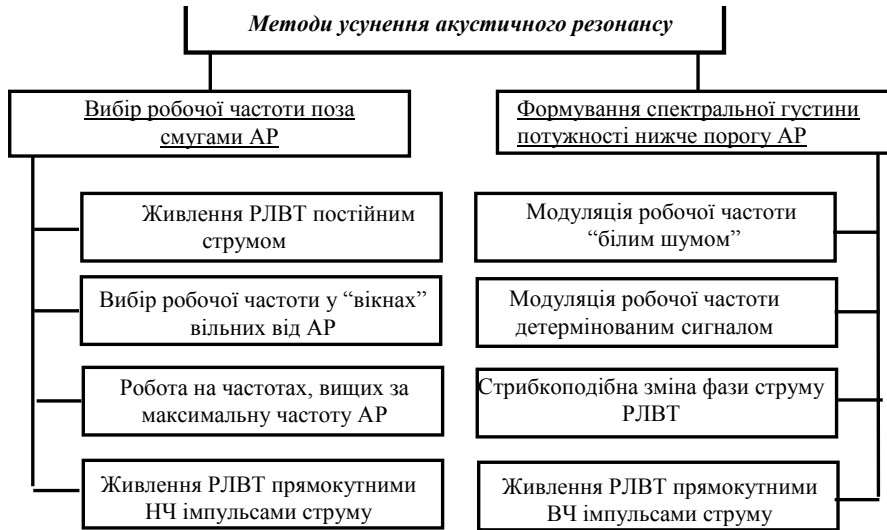 Методи усунення акустичного резонансу
Вибір робочої частоти поза
смугами АР
Живлення РЛВТ постійним
струмом
Вибір робочої частоти у “вікнах”
вільних від АР
Робота на частотах, вищих за
максимальну частоту АР
Живлення РЛВТ прямокутними
НЧ імпульсами струму
Формування спектральної густини
потужності нижче порогу АР
Модуляція робочої частоти
“білим шумом”
Модуляція робочої частоти
детермінованим сигналом
Стрибкоподібна зміна фази струму
РЛВТ
Живлення РЛВТ прямокутними
ВЧ імпульсами струму